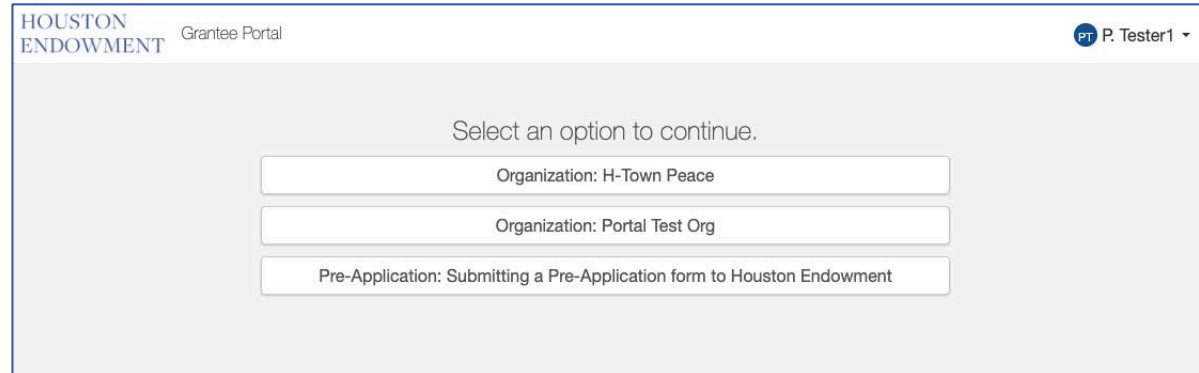 HOUSTON
ENDOWMENT
Grantee Portal
PT P. Tester1
Select an option to continue.
Organization: H-Town Peace
Organization: Portal Test Org
Pre-Application: Submitting a Pre-Application form to Houston Endowment